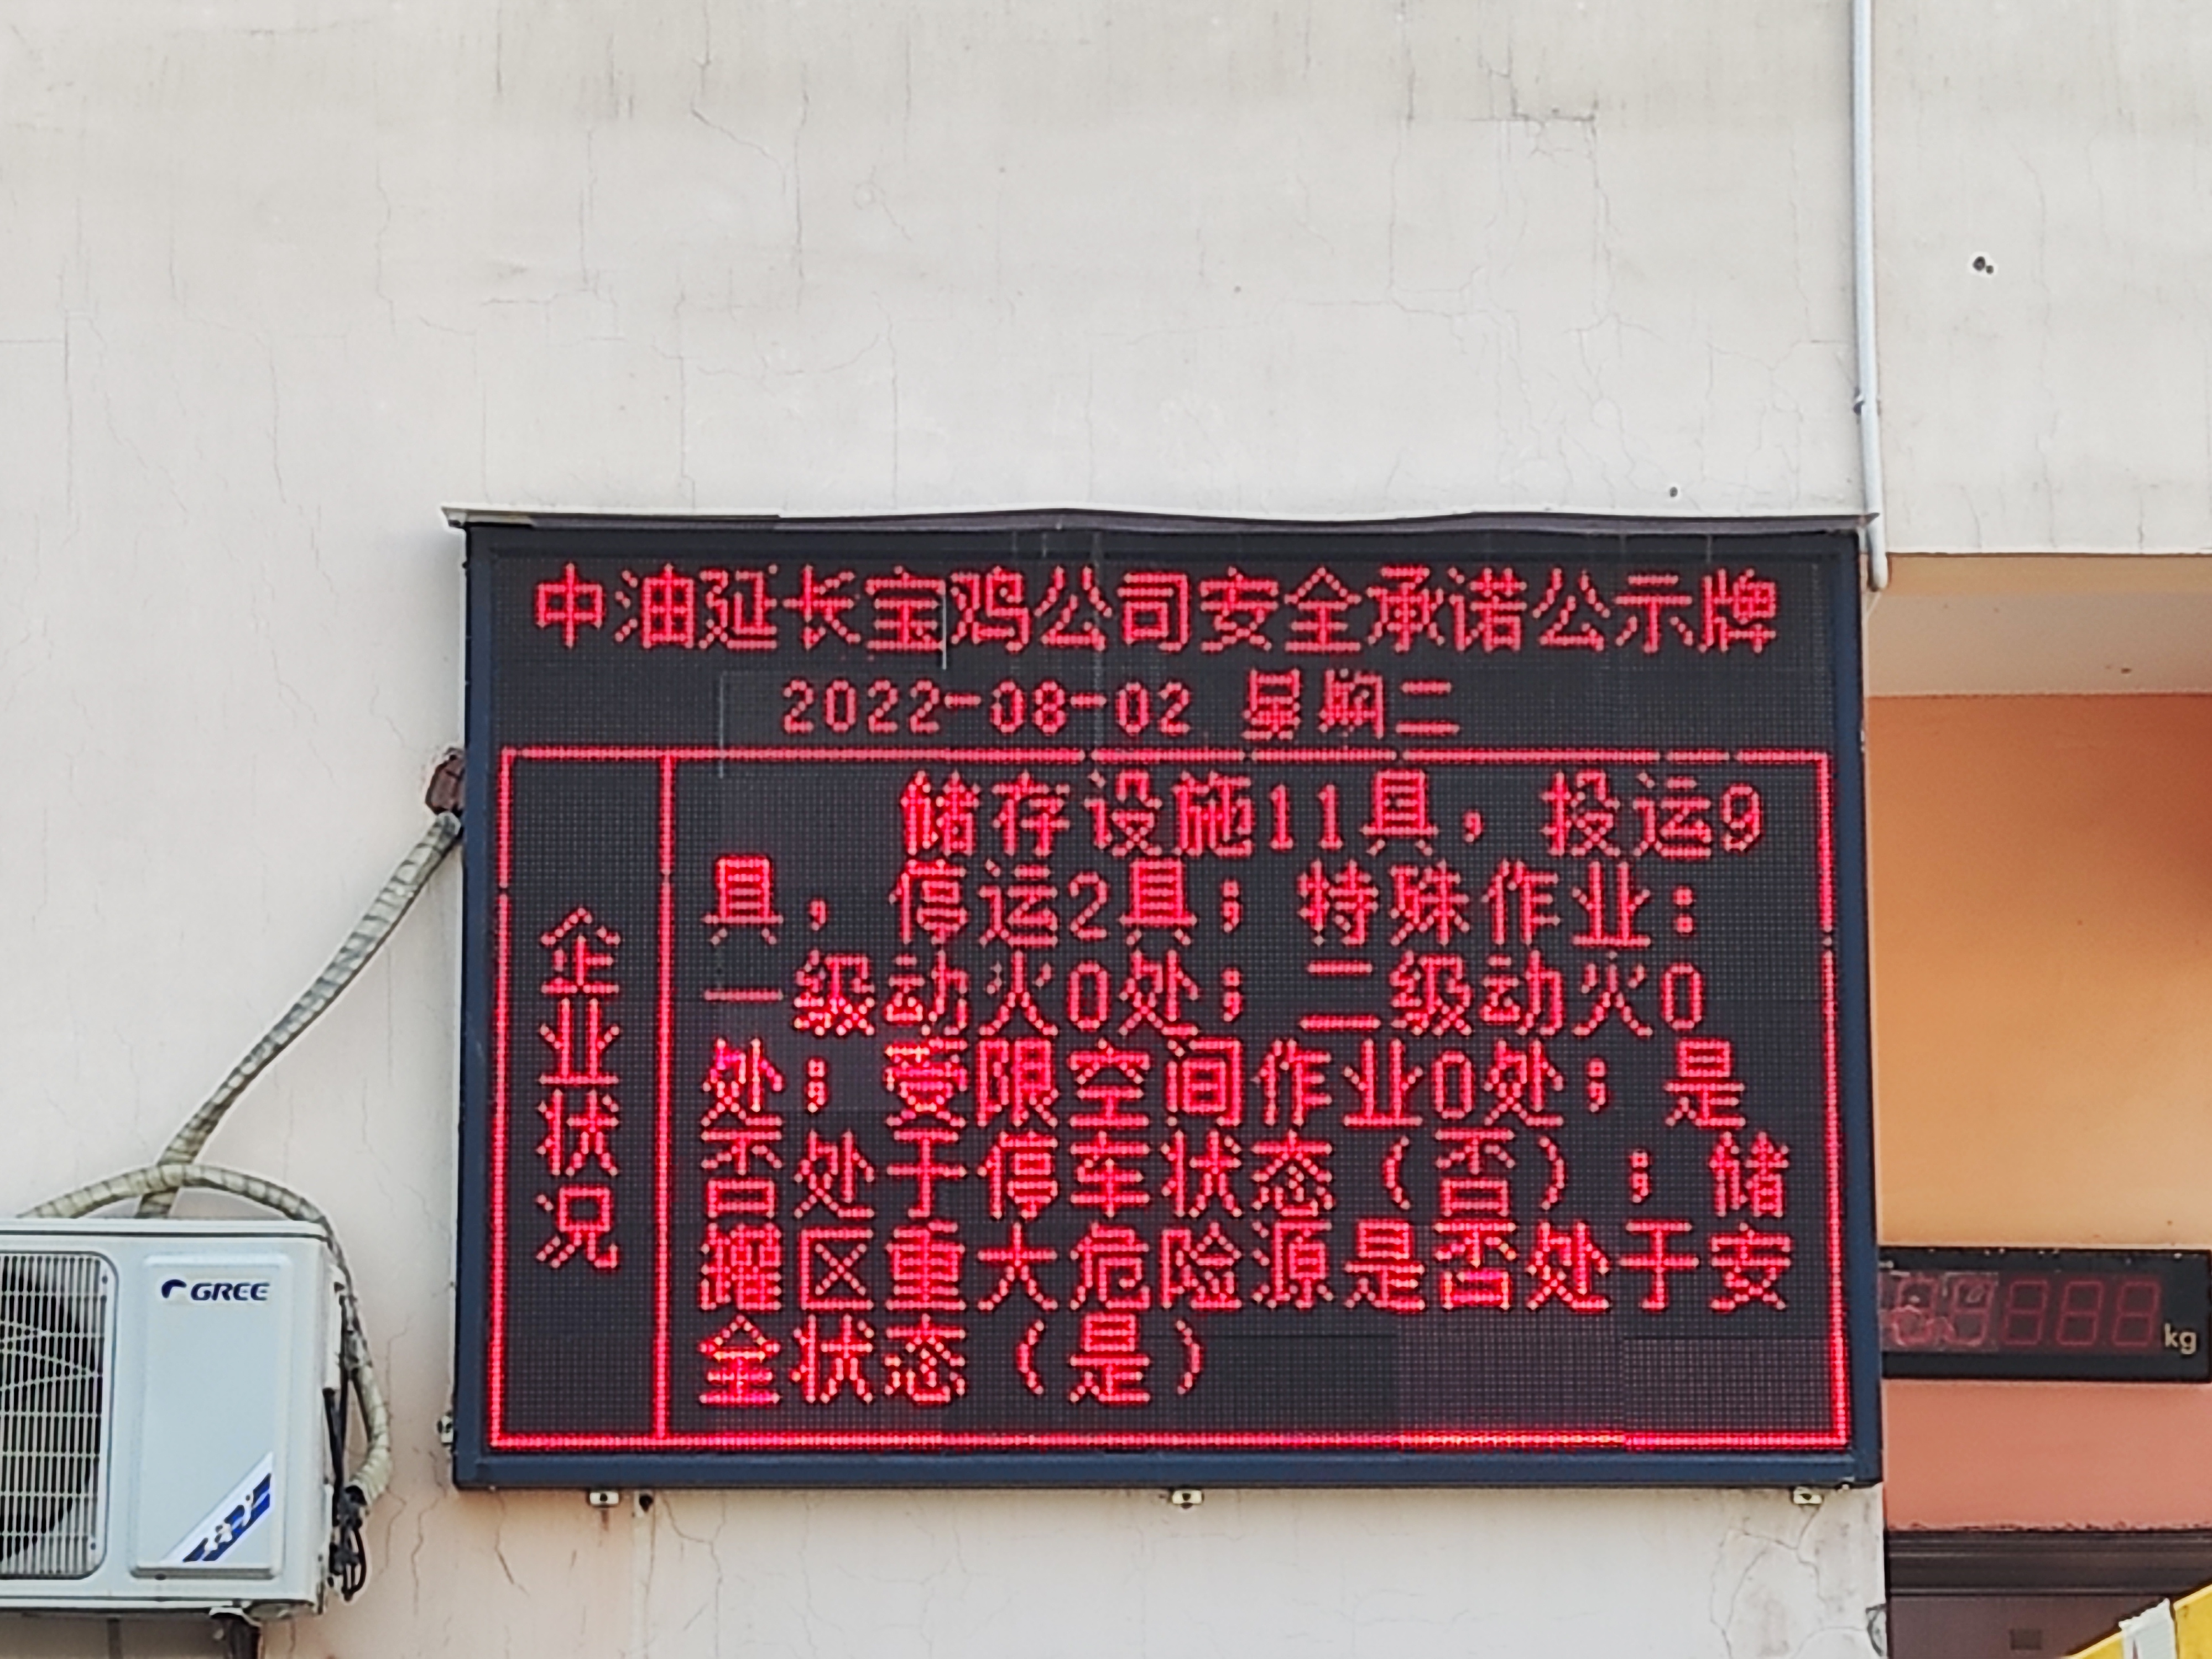 中油延长宝鸡公司安全承诺公示牌
2022-08-02 星期二
企业状况
储存设施11具，投运9
具，停运2具；特殊作业：
一级动火0处；二级动火0
处；受限空间作业0处；是
否处于停车状态（否）；储
罐区重大危险源是否处于安
全状态（是）
GREE
kg